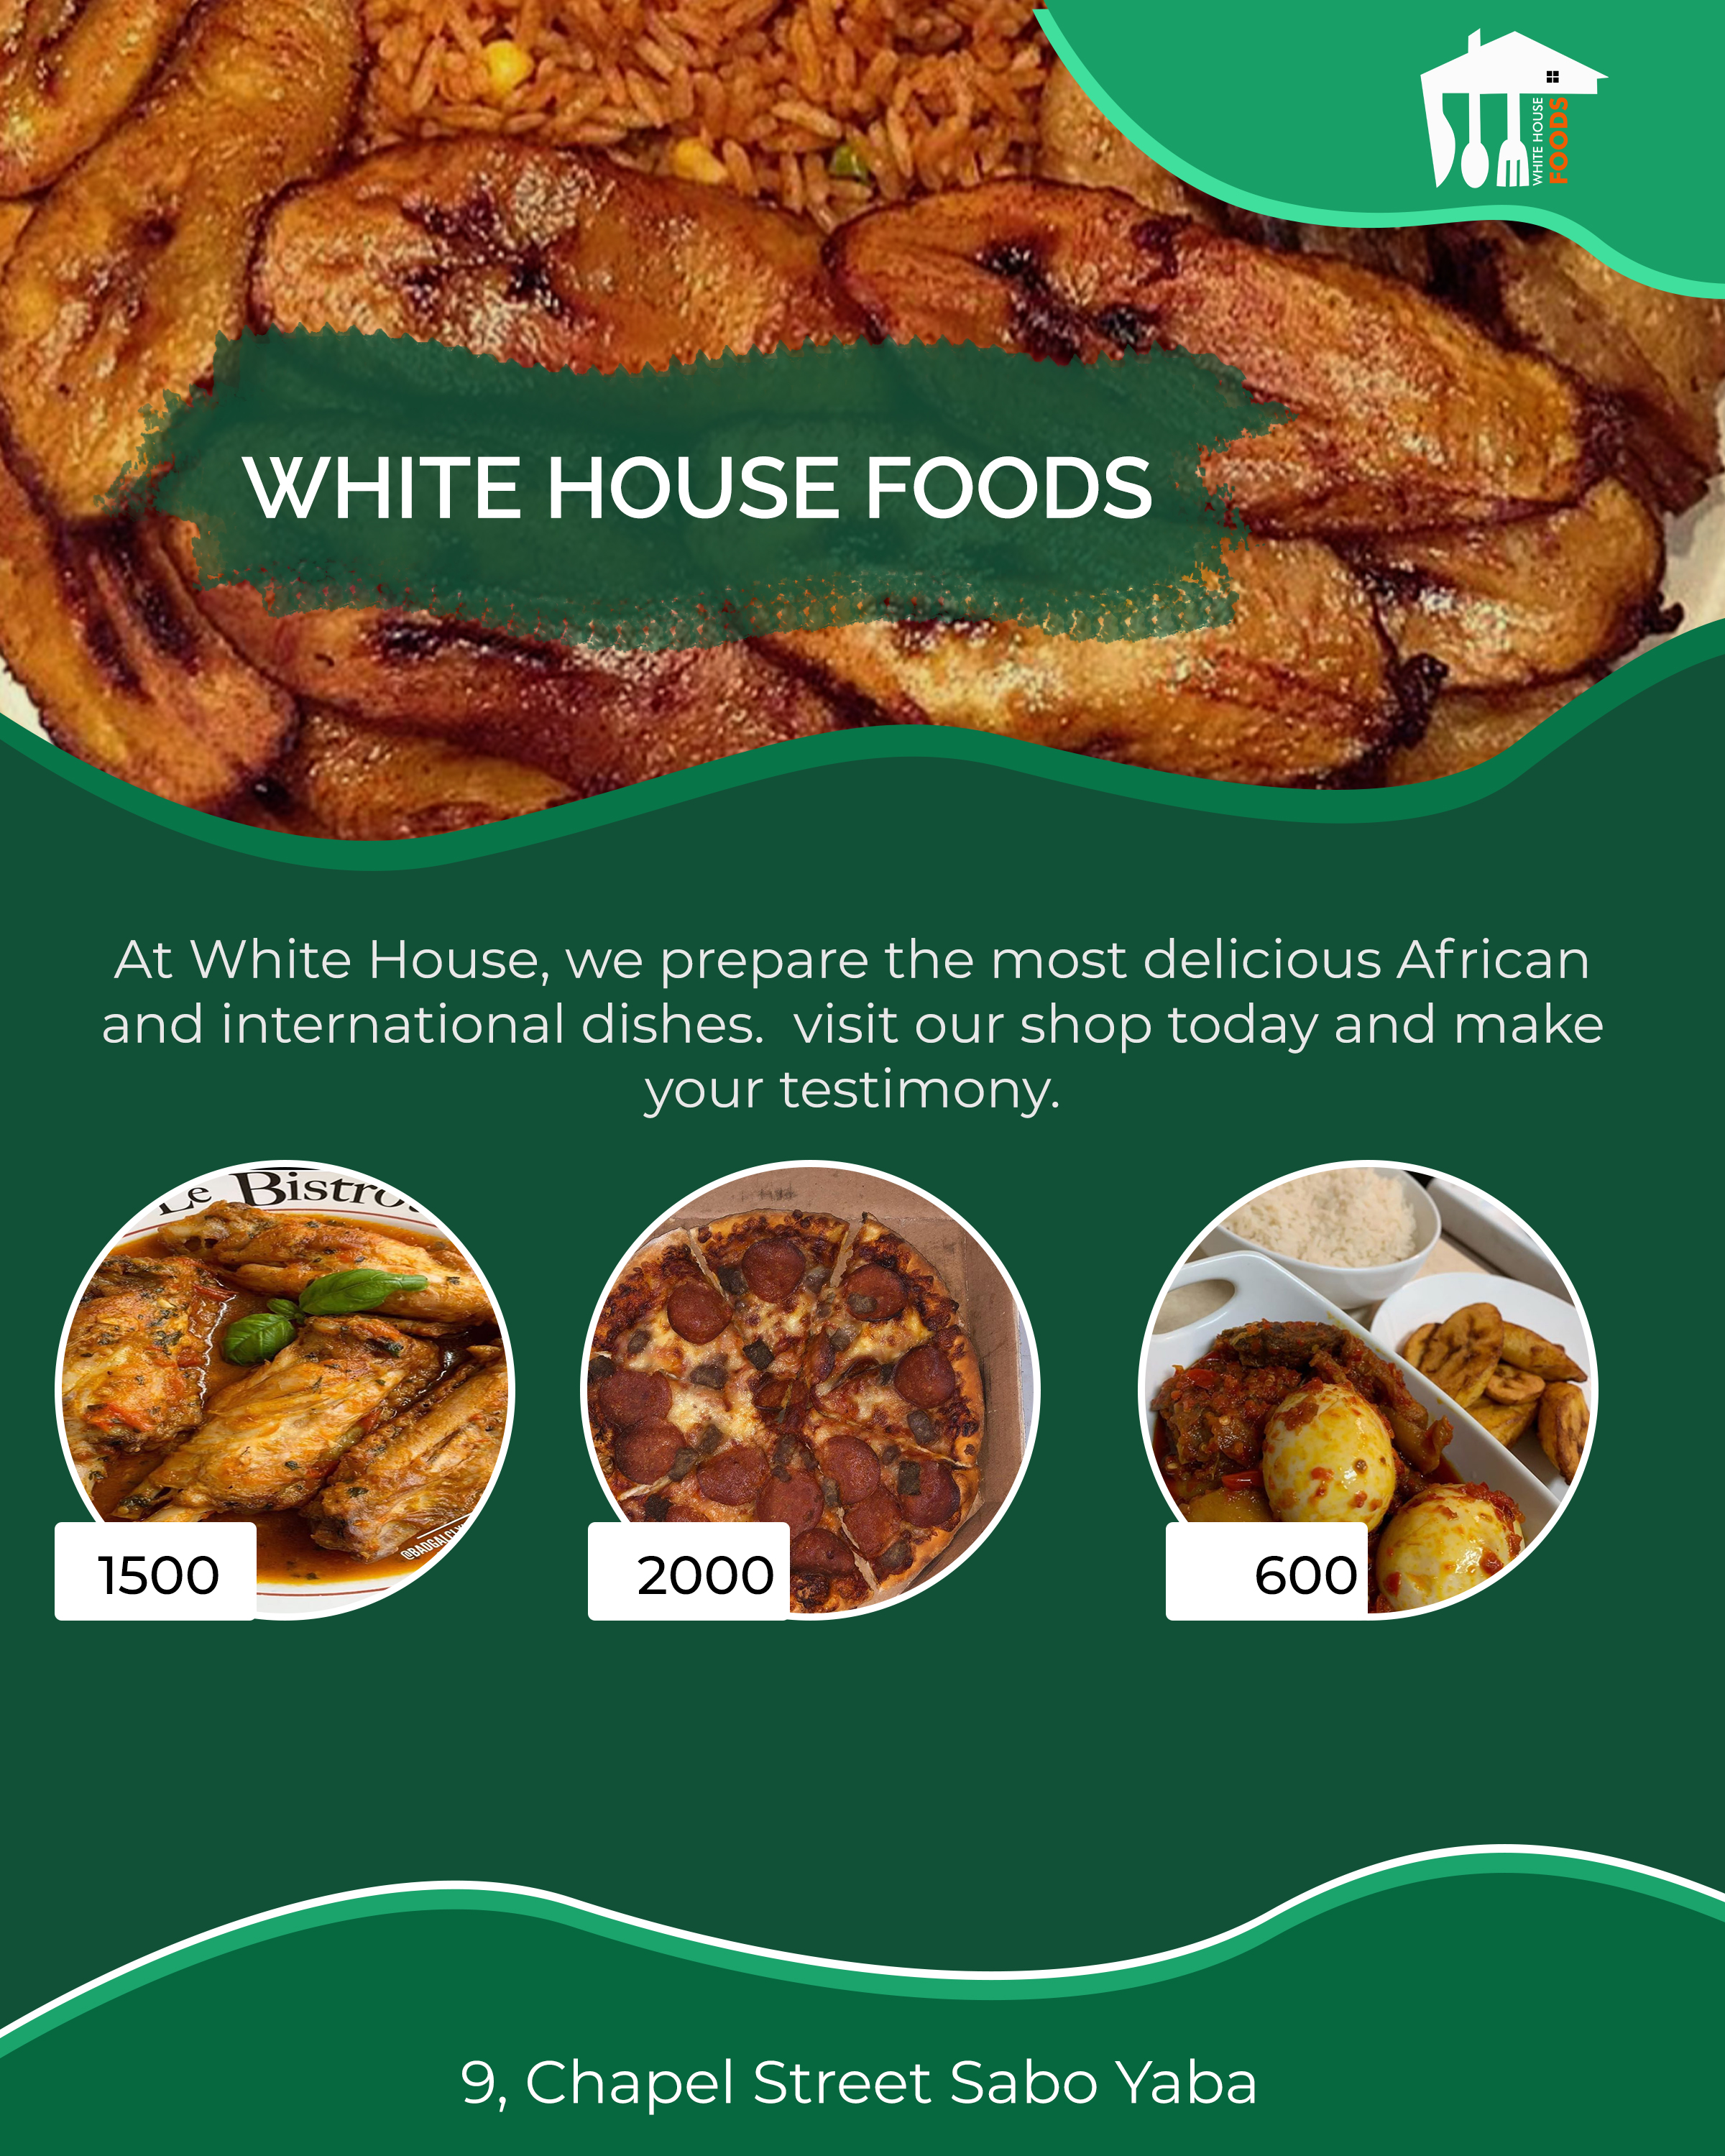 WHITE HOUSE
FOODS
WHITE HOUSE FOODS
At White House, we prepare the most delicious African
and international dishes.  visit our shop today and make
your testimony.
Le Bistro
1500
2000
600
9, Chapel Street Sabo Yaba